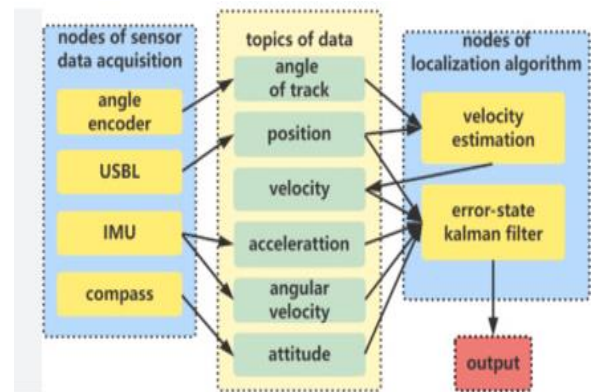 nodes of sensor
data acquisition
angle
encoder
USBL
IMU
compass
topics of data
angle
of track
position
velocity
accelerattion
angular
velocity
attitude
nodes of
localization algorithm
velocity
estimation
error-state
kalman filter
output